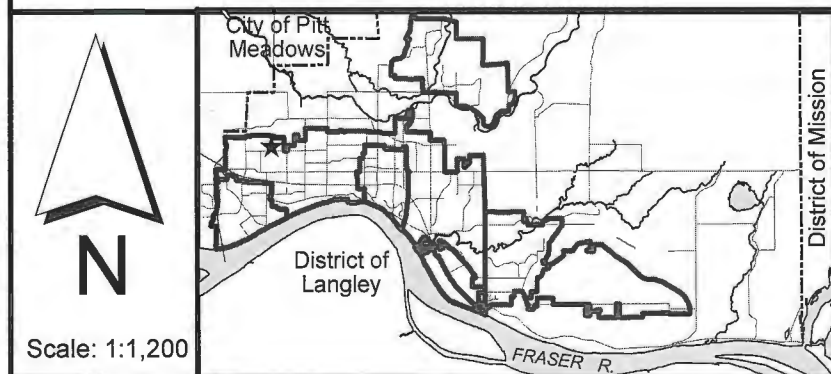 City of Pitt
Meadows
District of Mission
N
District of
Langley
Scale: 1:1,200
FRASER R.